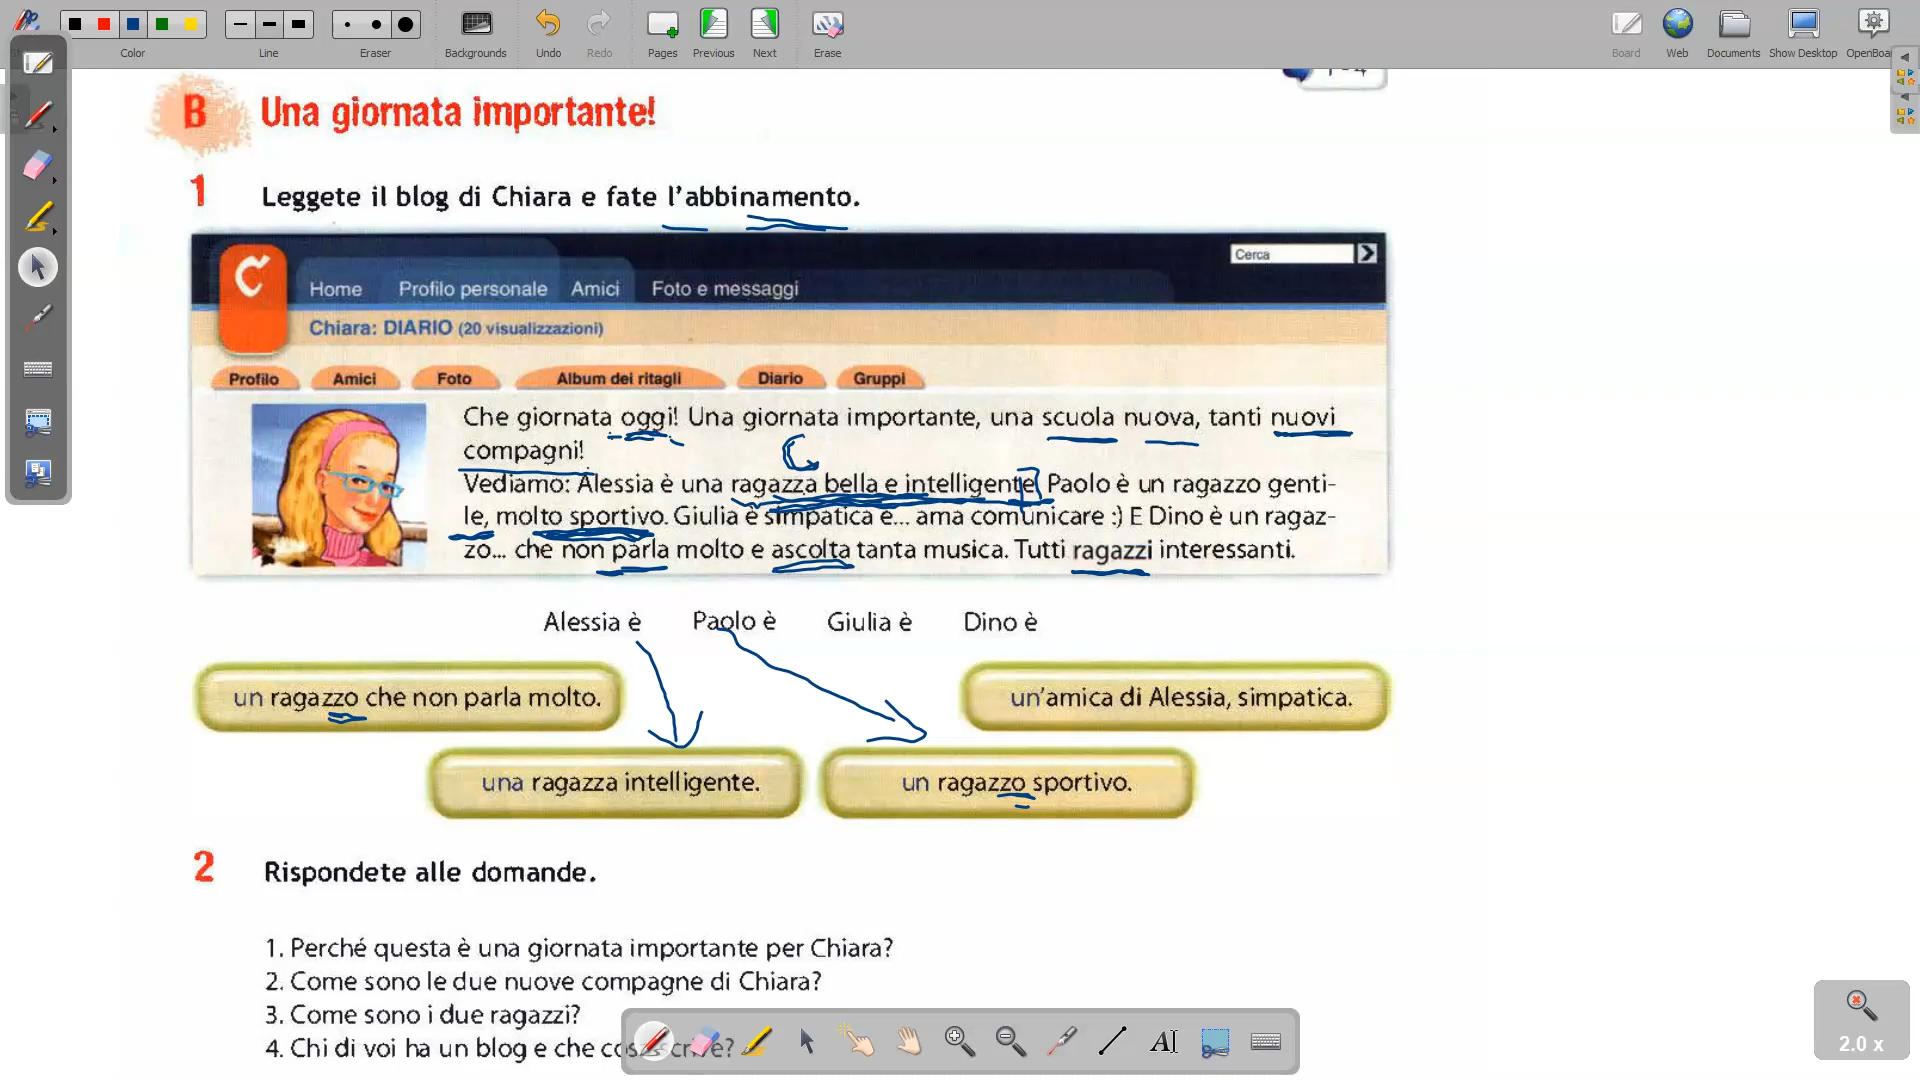 Color
Line
Eraser
Backgrounds
Undo
Redo
Pages
Previous
Next
Erase
Board
Web
Documents
Show Desktop
B Una giornata importante!
1 Leggete il blog di Chiara e fate l'abbinamento.
Cerca
Home Profilo personale Amici Foto e messaggi
Chiara: DIARIO (20 visualizzazioni)
Profilo Amici Foto Album dei ritagli Diario Gruppi
Che giornata oggi! Una giornata importante, una scuola nuova, tanti nuovi
compagni!
Vediamo: Alessia è una ragazza bella e intelligente. Paolo è un ragazzo genti-
le, molto sportivo. Giulia è simpatica e... ama comunicare :) E Dino è un ragaz-
zo... che non parla molto e ascolta tanta musica. Tutti ragazzi interessanti.
Alessia è Paolo è Giulia è Dino è
un ragazzo che non parla molto.
un'amica di Alessia, simpatica.
una ragazza intelligente.
un ragazzo sportivo.
2 Rispondete alle domande.
1. Perché questa è una giornata importante per Chiara?
2. Come sono le due nuove compagne di Chiara?
3. Come sono i due ragazzi?
4. Chi di voi ha un blog e che cosa scrive?
2.0 x